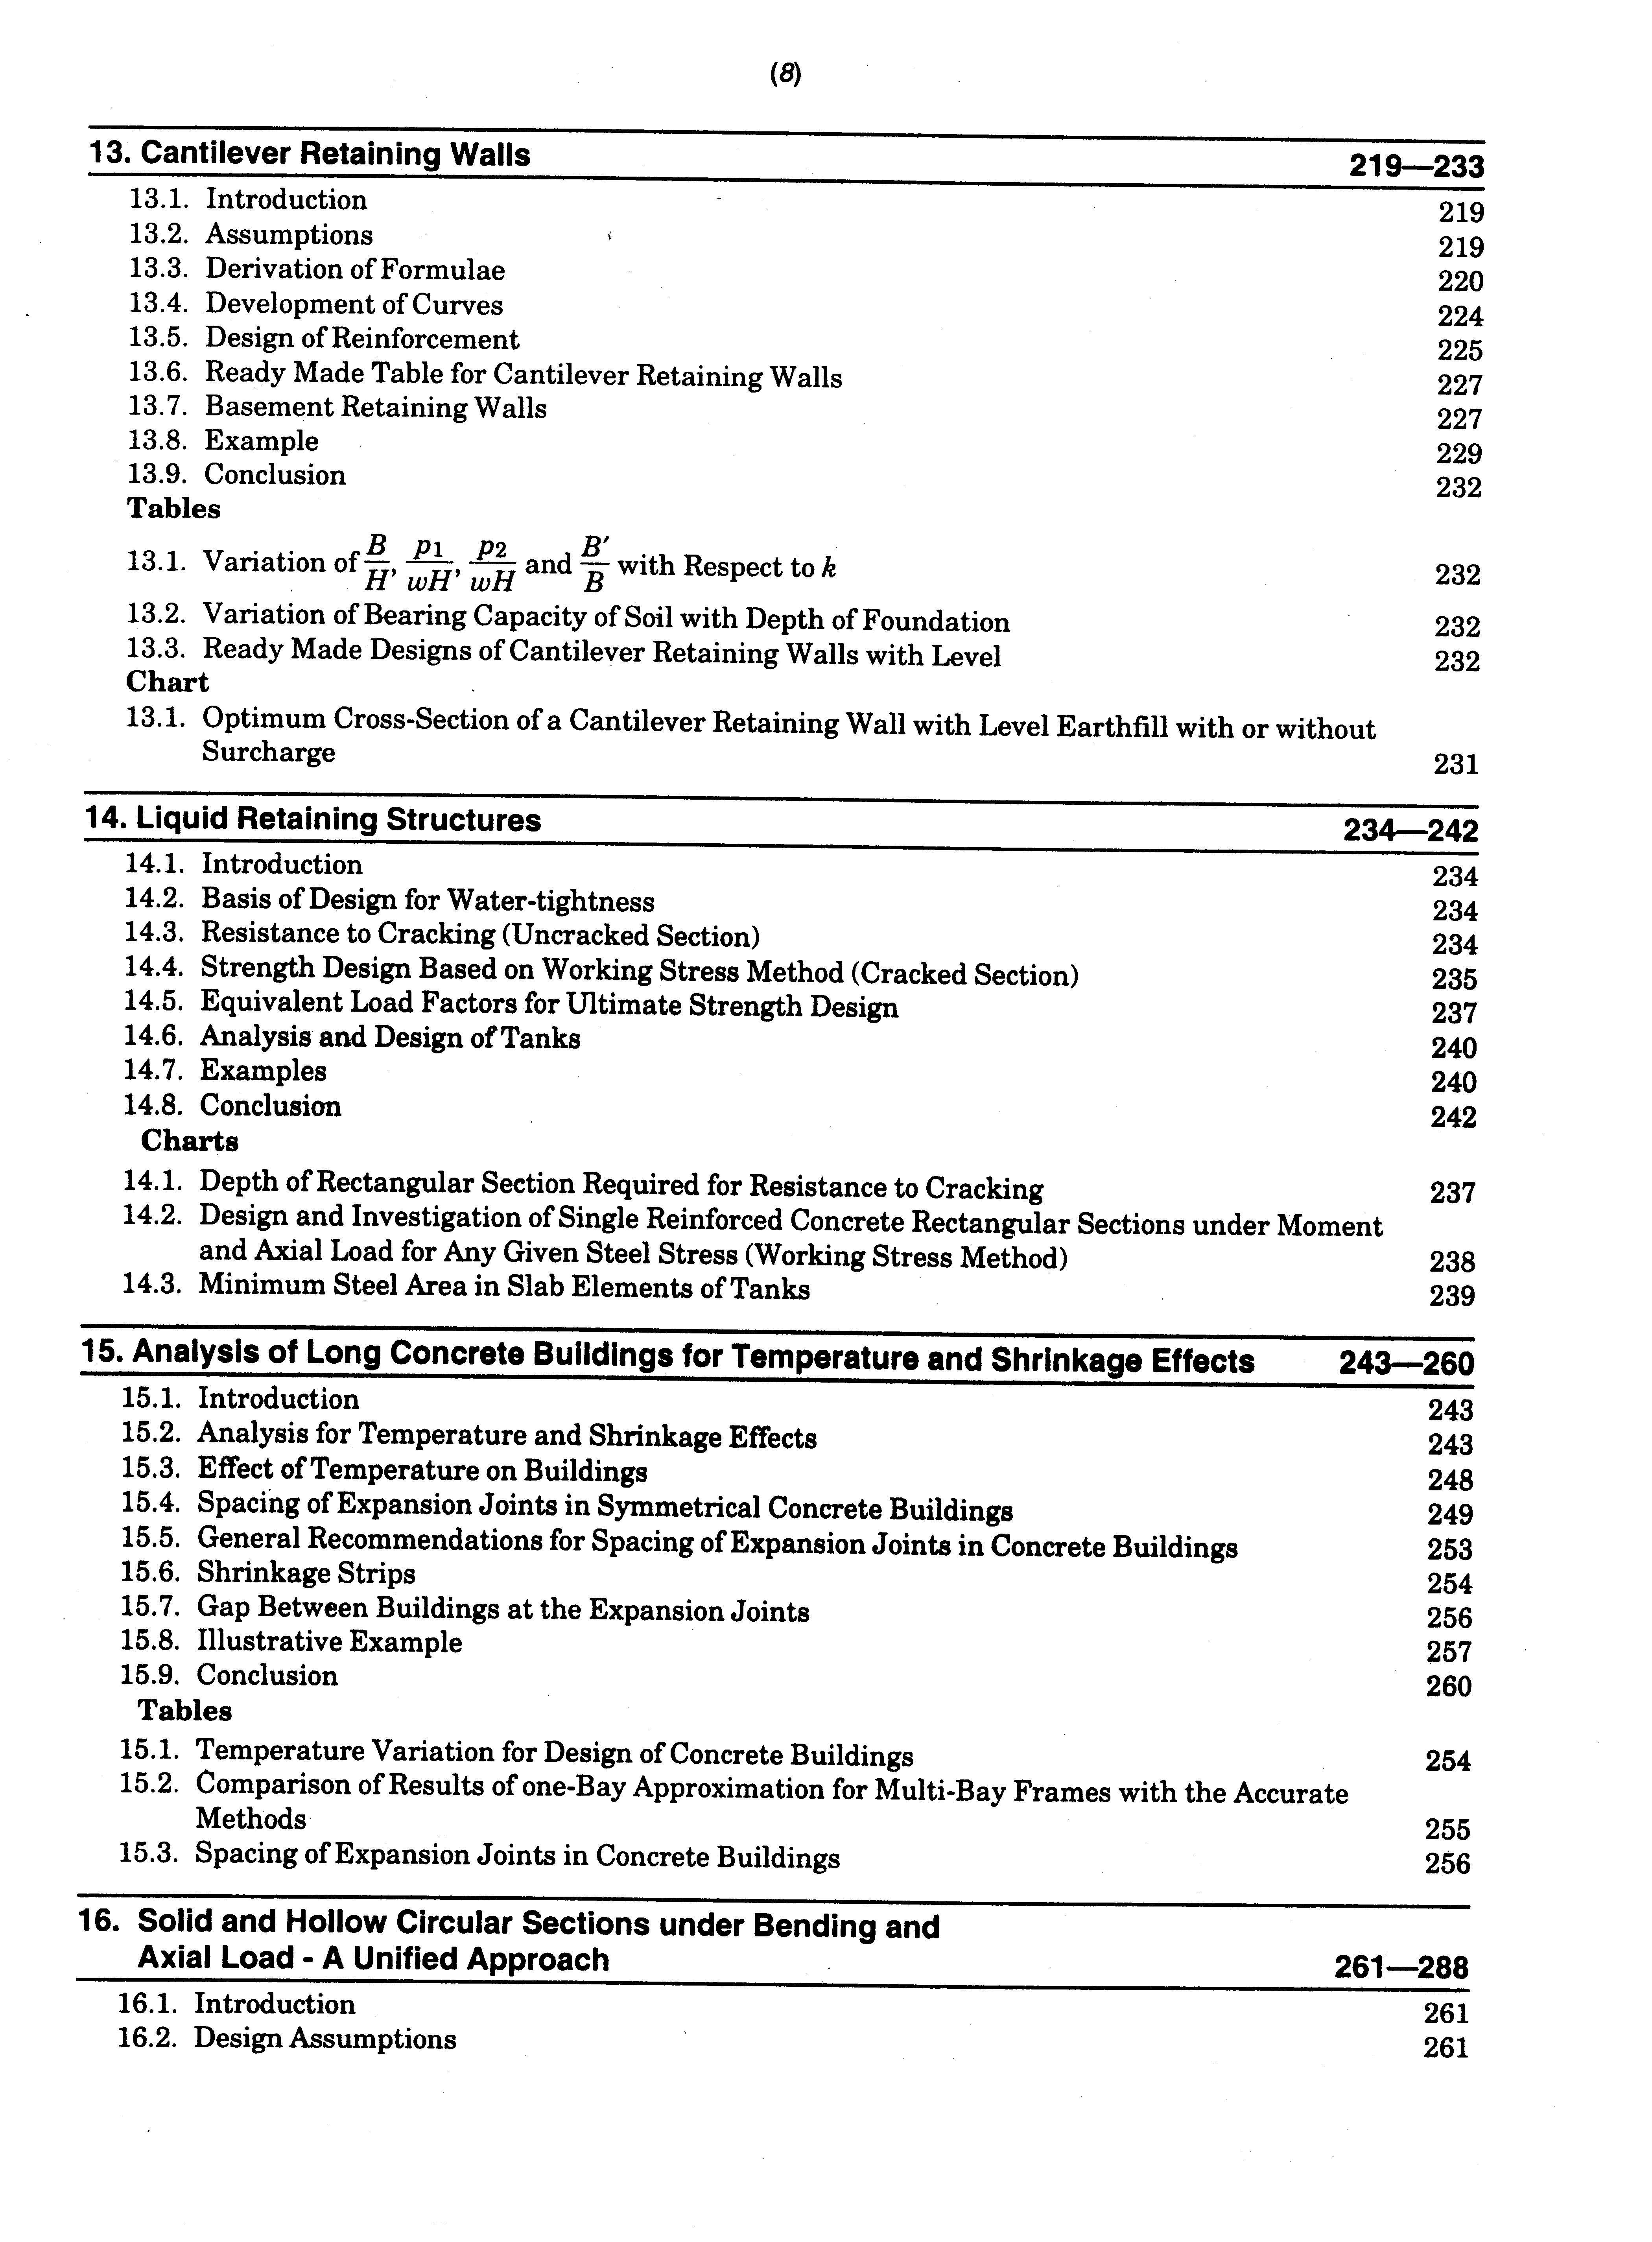 (8)
13. Cantilever Retaining Walls 219—233
13.1. Introduction 219
13.2. Assumptions 219
13.3. Derivation of Formulae 220
13.4. Development of Curves 224
13.5. Design of Reinforcement 225
13.6. Ready Made Table for Cantilever Retaining Walls 227
13.7. Basement Retaining Walls 227
13.8. Example 229
13.9. Conclusion 232
Tables
13.1. Variation of B/H, p1/wH, p2/wH and B′/B with Respect to k 232
13.2. Variation of Bearing Capacity of Soil with Depth of Foundation 232
13.3. Ready Made Designs of Cantilever Retaining Walls with Level 232
Chart
13.1. Optimum Cross-Section of a Cantilever Retaining Wall with Level Earthfill with or without
Surcharge 231
14. Liquid Retaining Structures 234—242
14.1. Introduction 234
14.2. Basis of Design for Water-tightness 234
14.3. Resistance to Cracking (Uncracked Section) 234
14.4. Strength Design Based on Working Stress Method (Cracked Section) 235
14.5. Equivalent Load Factors for Ultimate Strength Design 237
14.6. Analysis and Design of Tanks 240
14.7. Examples 240
14.8. Conclusion 242
Charts
14.1. Depth of Rectangular Section Required for Resistance to Cracking 237
14.2. Design and Investigation of Single Reinforced Concrete Rectangular Sections under Moment
and Axial Load for Any Given Steel Stress (Working Stress Method) 238
14.3. Minimum Steel Area in Slab Elements of Tanks 239
15. Analysis of Long Concrete Buildings for Temperature and Shrinkage Effects 243—260
15.1. Introduction 243
15.2. Analysis for Temperature and Shrinkage Effects 243
15.3. Effect of Temperature on Buildings 248
15.4. Spacing of Expansion Joints in Symmetrical Concrete Buildings 249
15.5. General Recommendations for Spacing of Expansion Joints in Concrete Buildings 253
15.6. Shrinkage Strips 254
15.7. Gap Between Buildings at the Expansion Joints 256
15.8. Illustrative Example 257
15.9. Conclusion 260
Tables
15.1. Temperature Variation for Design of Concrete Buildings 254
15.2. Comparison of Results of one-Bay Approximation for Multi-Bay Frames with the Accurate
Methods 255
15.3. Spacing of Expansion Joints in Concrete Buildings 256
16. Solid and Hollow Circular Sections under Bending and
Axial Load - A Unified Approach 261—288
16.1. Introduction 261
16.2. Design Assumptions 261